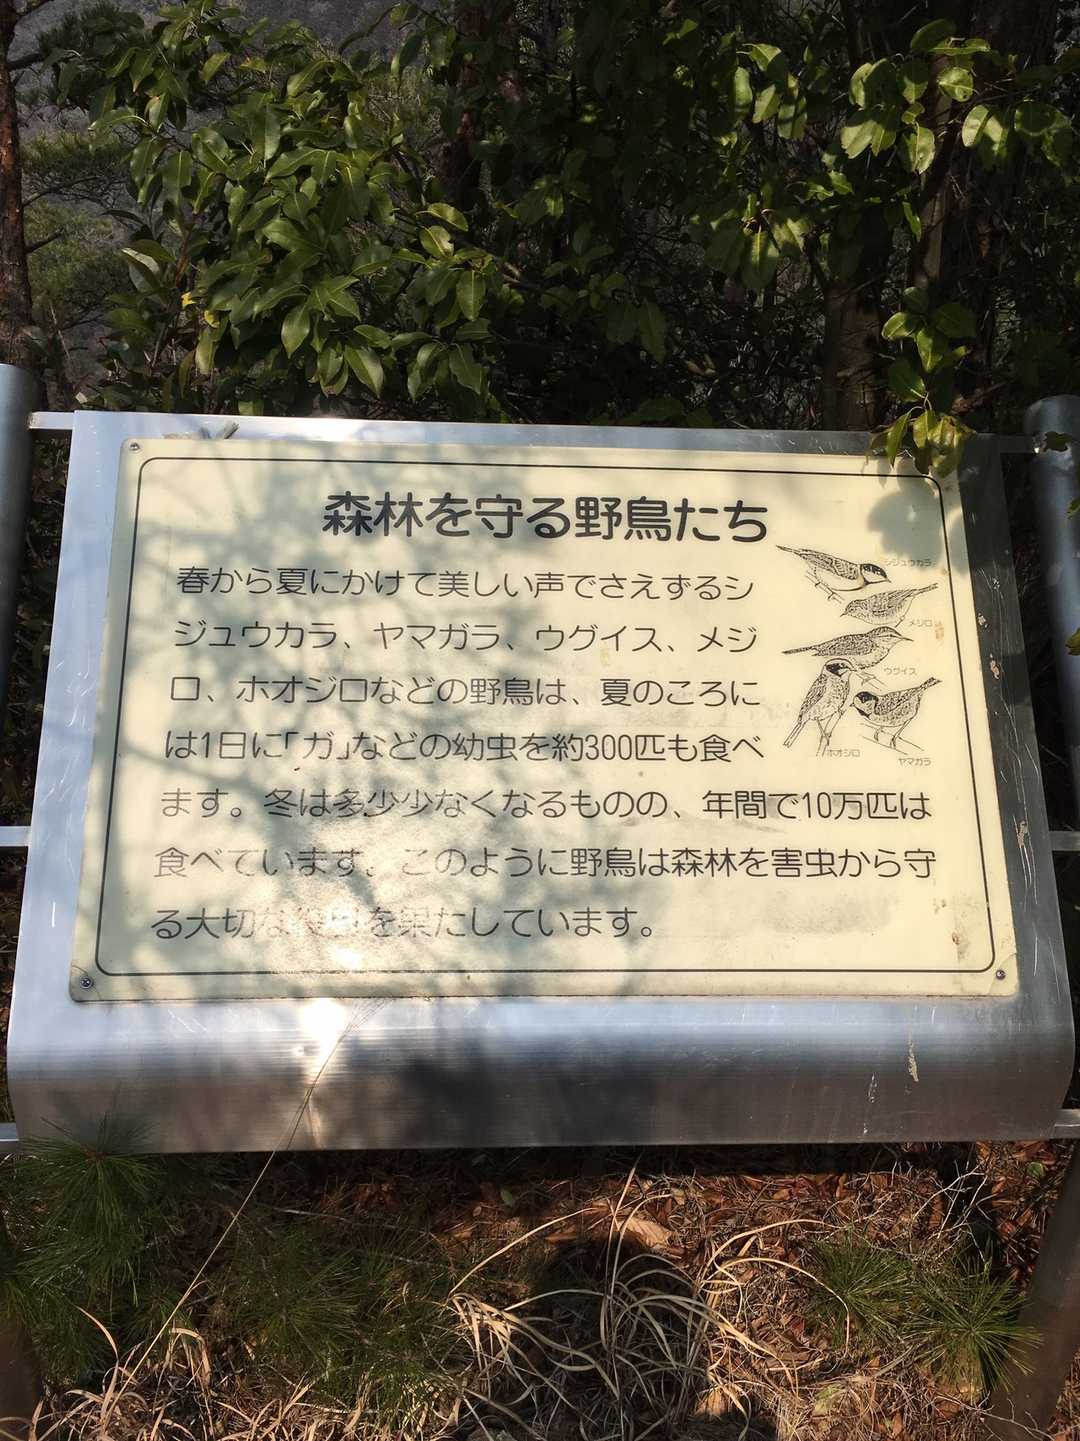 森林を守る野鳥たち
春から夏にかけて美しい声でさえずるシ
ジュウカラ、ヤマガラ、ウグイス、メジ
ロ、ホオジロなどの野鳥は、夏のころに
は1日に「ガ」などの幼虫を約300匹も食べ
ます。冬は多少少なくなるものの、年間で10万匹は
食べています。このように野鳥は森林を害虫から守
る大切な役目を果たしています。
シジュウカラ
メジロ
ウグイス
ホオジロ
ヤマガラ